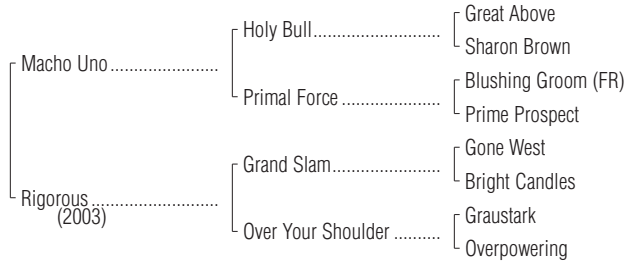 Great Above
Holy Bull....................
Sharon Brown
Macho Uno......................
Blushing Groom (FR)
Primal Force ....................
Prime Prospect
Gone West
Grand Slam......................
Bright Candles
Rigorous..........................
(2003)
Graustark
Over Your Shoulder ..........
Overpowering